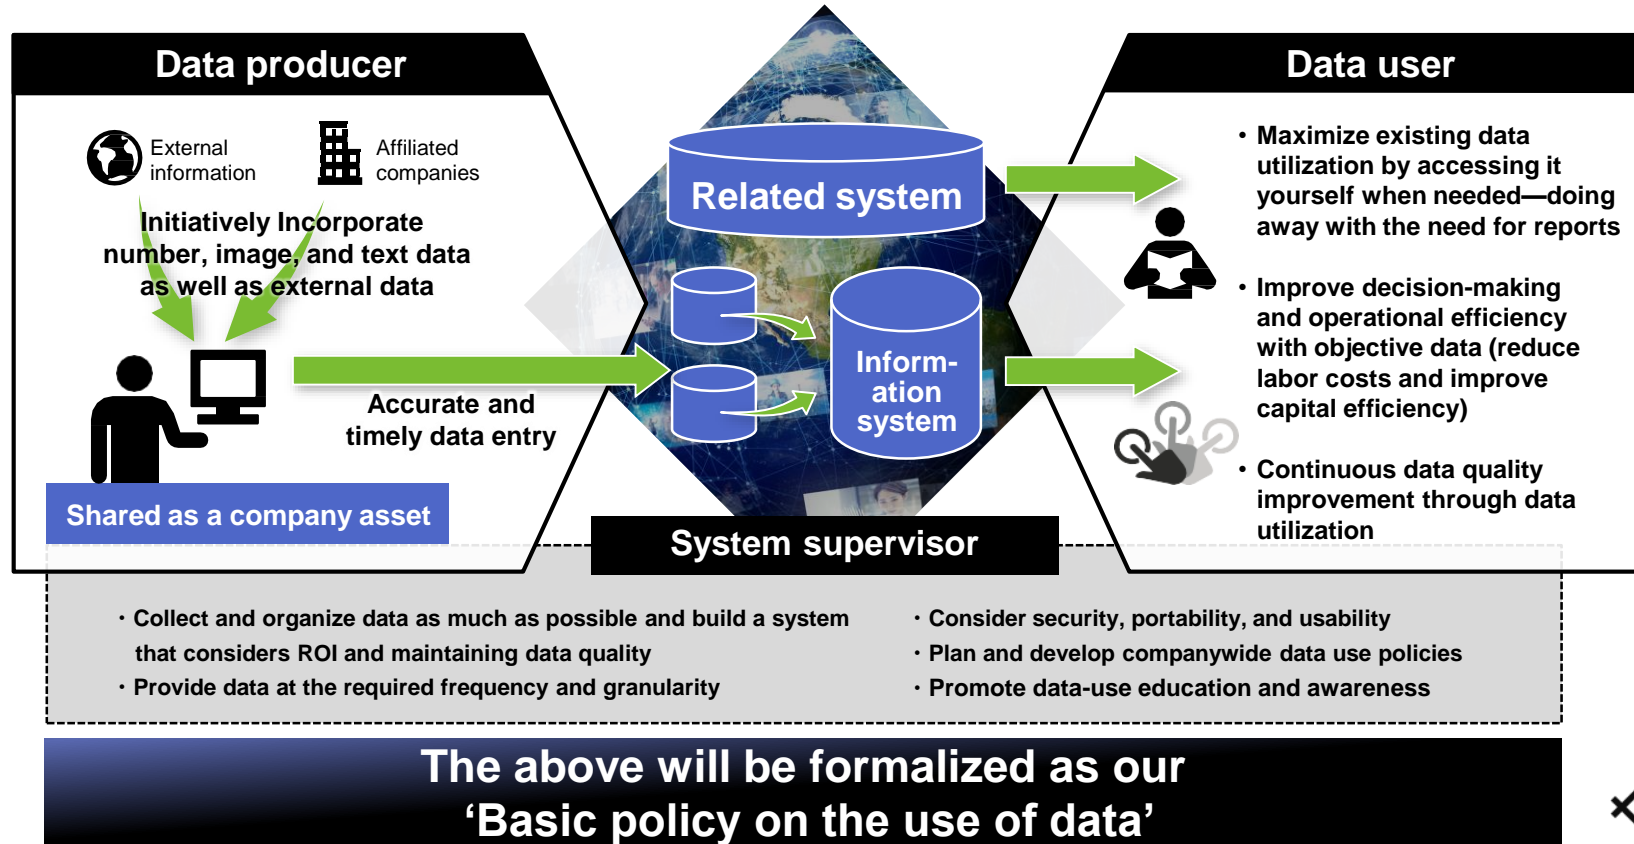 Data producer
External
information
Affiliated
companies
Initiatively Incorporate
number, image, and text data
as well as external data
Accurate and
timely data entry
Shared as a company asset
Related system
Inform-
ation
system
Data user
・Maximize existing data
utilization by accessing it
yourself when needed—doing
away with the need for reports
・Improve decision-making
and operational efficiency
with objective data (reduce
labor costs and improve
capital efficiency)
・Continuous data quality
improvement through data
utilization
System supervisor
・Collect and organize data as much as possible and build a system
that considers ROI and maintaining data quality
・Provide data at the required frequency and granularity
・Consider security, portability, and usability
・Plan and develop companywide data use policies
・Promote data-use education and awareness
The above will be formalized as our
‘Basic policy on the use of data’